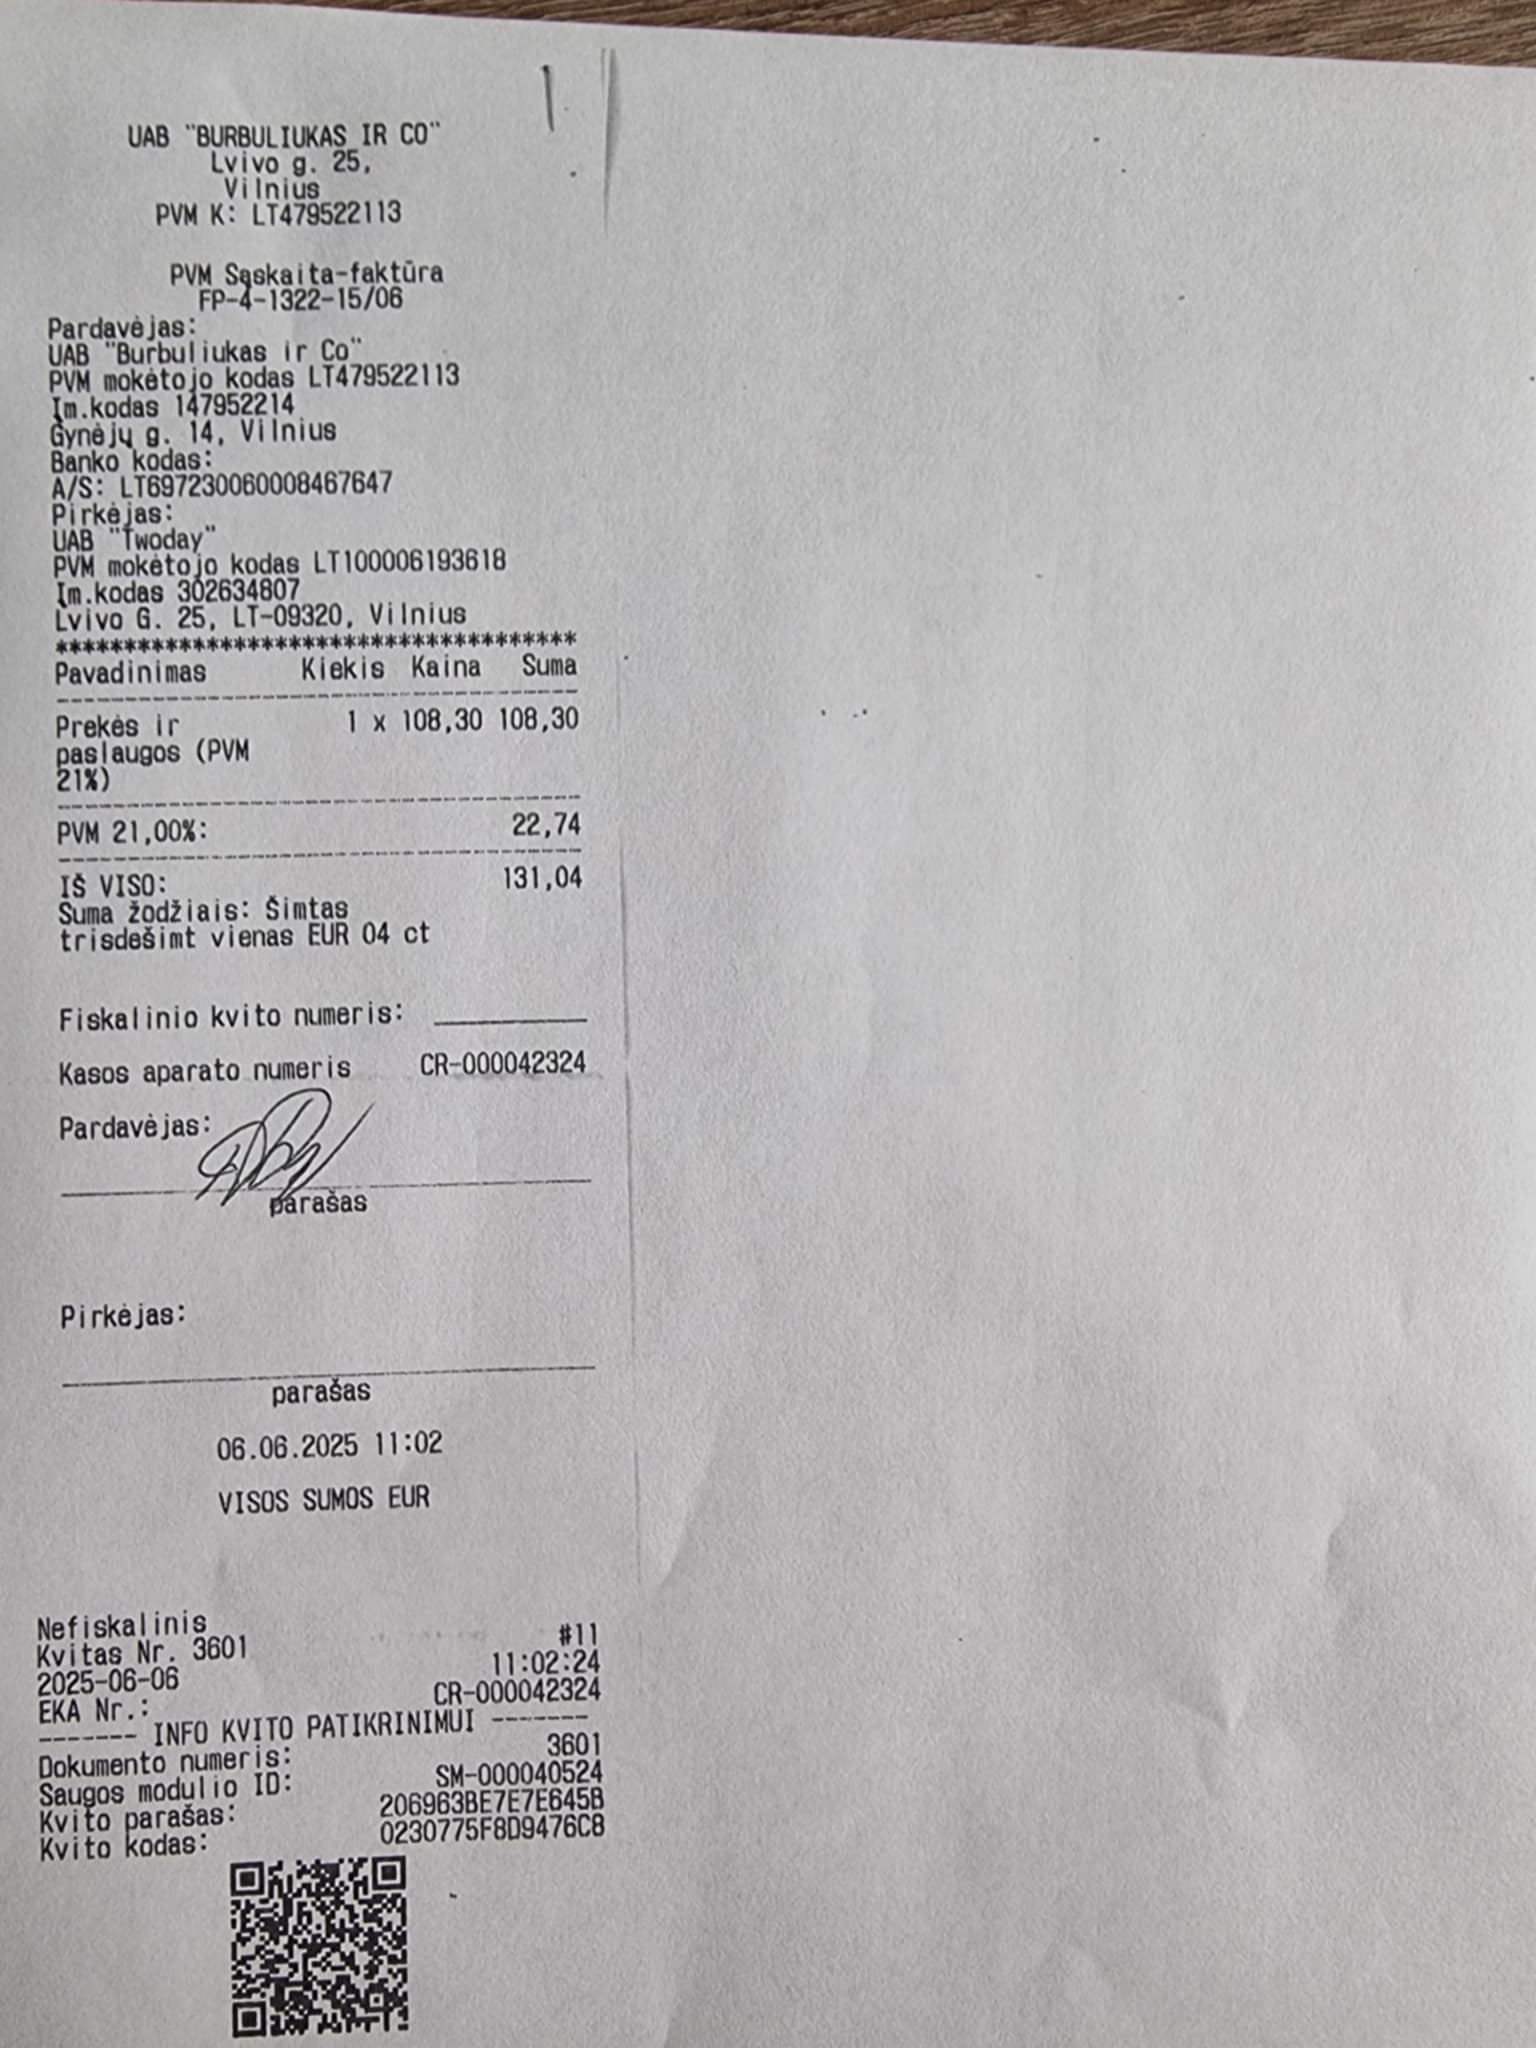 UAB "BURBULIUKAS IR CO"
Lvivo g. 25,
Vilnius
PVM K: LT479522113
PVM Sąskaita-faktūra
FP-4-1322-15/06
Pardavėjas:
UAB "Burbuliukas ir Co"
PVM mokėtojo kodas LT479522113
Įm.kodas 147952214
Gynėjų g. 14, Vilnius
Banko kodas:
A/S: LT697230060008467647
Pirkėjas:
UAB "Twoday"
PVM mokėtojo kodas LT100006193618
Įm.kodas 302634807
Lvivo G. 25, LT-09320, Vilnius
**************************************
Pavadinimas Kiekis Kaina Suma
Prekės ir 1 x 108,30 108,30
paslaugos (PVM
21%)
PVM 21,00%: 22,74
IŠ VISO: 131,04
Suma žodžiais: Šimtas
trisdešimt vienas EUR 04 ct
Fiskalinio kvito numeris:
Kasos aparato numeris CR-000042324
Pardavėjas:
parašas
Pirkėjas:
parašas
06.06.2025 11:02
VISOS SUMOS EUR
Nefiskalinis
Kvitas Nr. 3601 #11
2025-06-06 11:02:24
EKA Nr.: CR-000042324
------- INFO KVITO PATIKRINIMUI -------
Dokumento numeris: 3601
Saugos modulio ID: SM-000040524
Kvito parašas: 206963BE7E7E645B
Kvito kodas: 0230775F8D9476C8